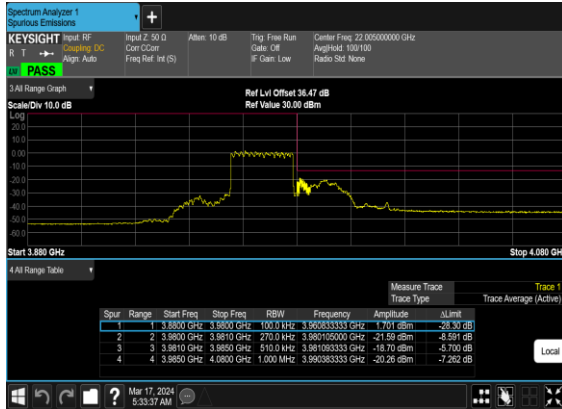 Spectrum Analyzer 1
Spurious Emissions
KEYSIGHT
R T
PASS
Input: RF
Coupling: DC
Align: Auto
Input Z: 50 Ω
Corr CCorr
Freq Ref: Int (S)
Atten: 10 dB
Trig: Free Run
Gate: Off
IF Gain: Low
Center Freq: 22.005000000 GHz
Avg|Hold: 100/100
Radio Std: None
3 All Range Graph
Scale/Div 10.0 dB
Ref Lvl Offset 36.47 dB
Ref Value 30.00 dBm
Log
20.0
10.0
0.00
-10.0
-20.0
-30.0
-40.0
-50.0
-60.0
Start 3.880 GHz
Stop 4.080 GH
4 All Range Table
Measure Trace Trace 1
Trace Type Trace Average (Active)
Spur Range Start Freq Stop Freq RBW Frequency Amplitude ΔLimit
1 1 3.8800 GHz 3.9800 GHz 100.0 kHz 3.960833333 GHz 1.701 dBm -28.30 dB
2 2 3.9800 GHz 3.9810 GHz 270.0 kHz 3.980105000 GHz -21.59 dBm -8.591 dB
3 3 3.9810 GHz 3.9850 GHz 510.0 kHz 3.981093333 GHz -18.70 dBm -5.700 dB
4 4 3.9850 GHz 4.0800 GHz 1.000 MHz 3.990383333 GHz -20.26 dBm -7.262 dB
Local
?
Mar 17, 2024
5:33:37 AM